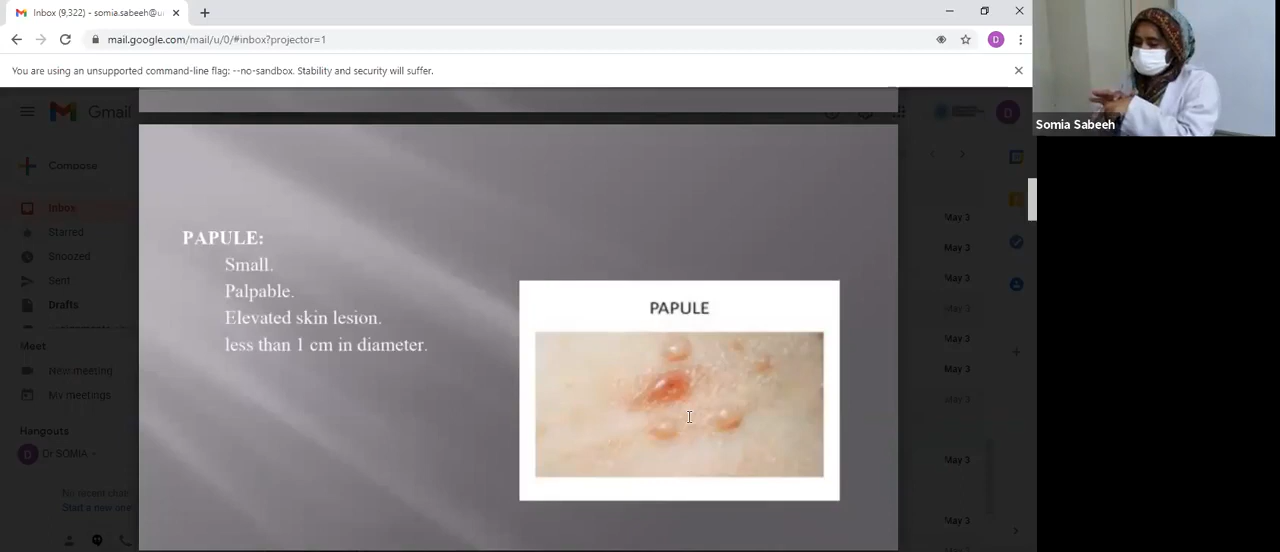 Inbox (9,322) - somia.sabeeh@u
mail.google.com/mail/u/0/#inbox?projector=1
D
You are using an unsupported command-line flag: --no-sandbox. Stability and security will suffer.
Somia Sabeeh
Gmail
D
Compose
Inbox
Starred
Snoozed
Sent
Drafts
Meet
New meeting
My meetings
Hangouts
D
Dr SOMIA
No recent chat
Start a new one
PAPULE:
Small.
Palpable.
Elevated skin lesion.
less than 1 cm in diameter.
PAPULE
May 3
May 3
May 3
May 3
May 3
May 3
May 3
May 3
May 3